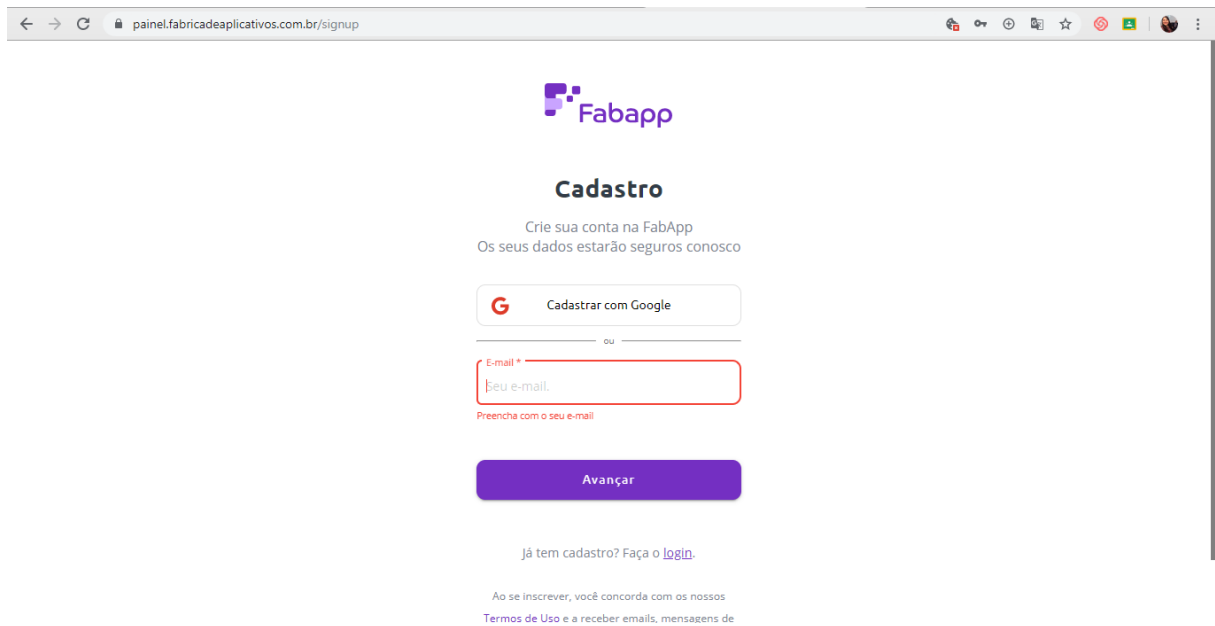 painel.fabricadeaplicativos.com.br/signup
Fabapp
Cadastro
Crie sua conta na FabApp
Os seus dados estarão seguros conosco
G Cadastrar com Google
ou
E-mail *
Seu e-mail.
Preencha com o seu e-mail
Avançar
Já tem cadastro? Faça o login.
Ao se inscrever, você concorda com os nossos
Termos de Uso e a receber emails, mensagens de